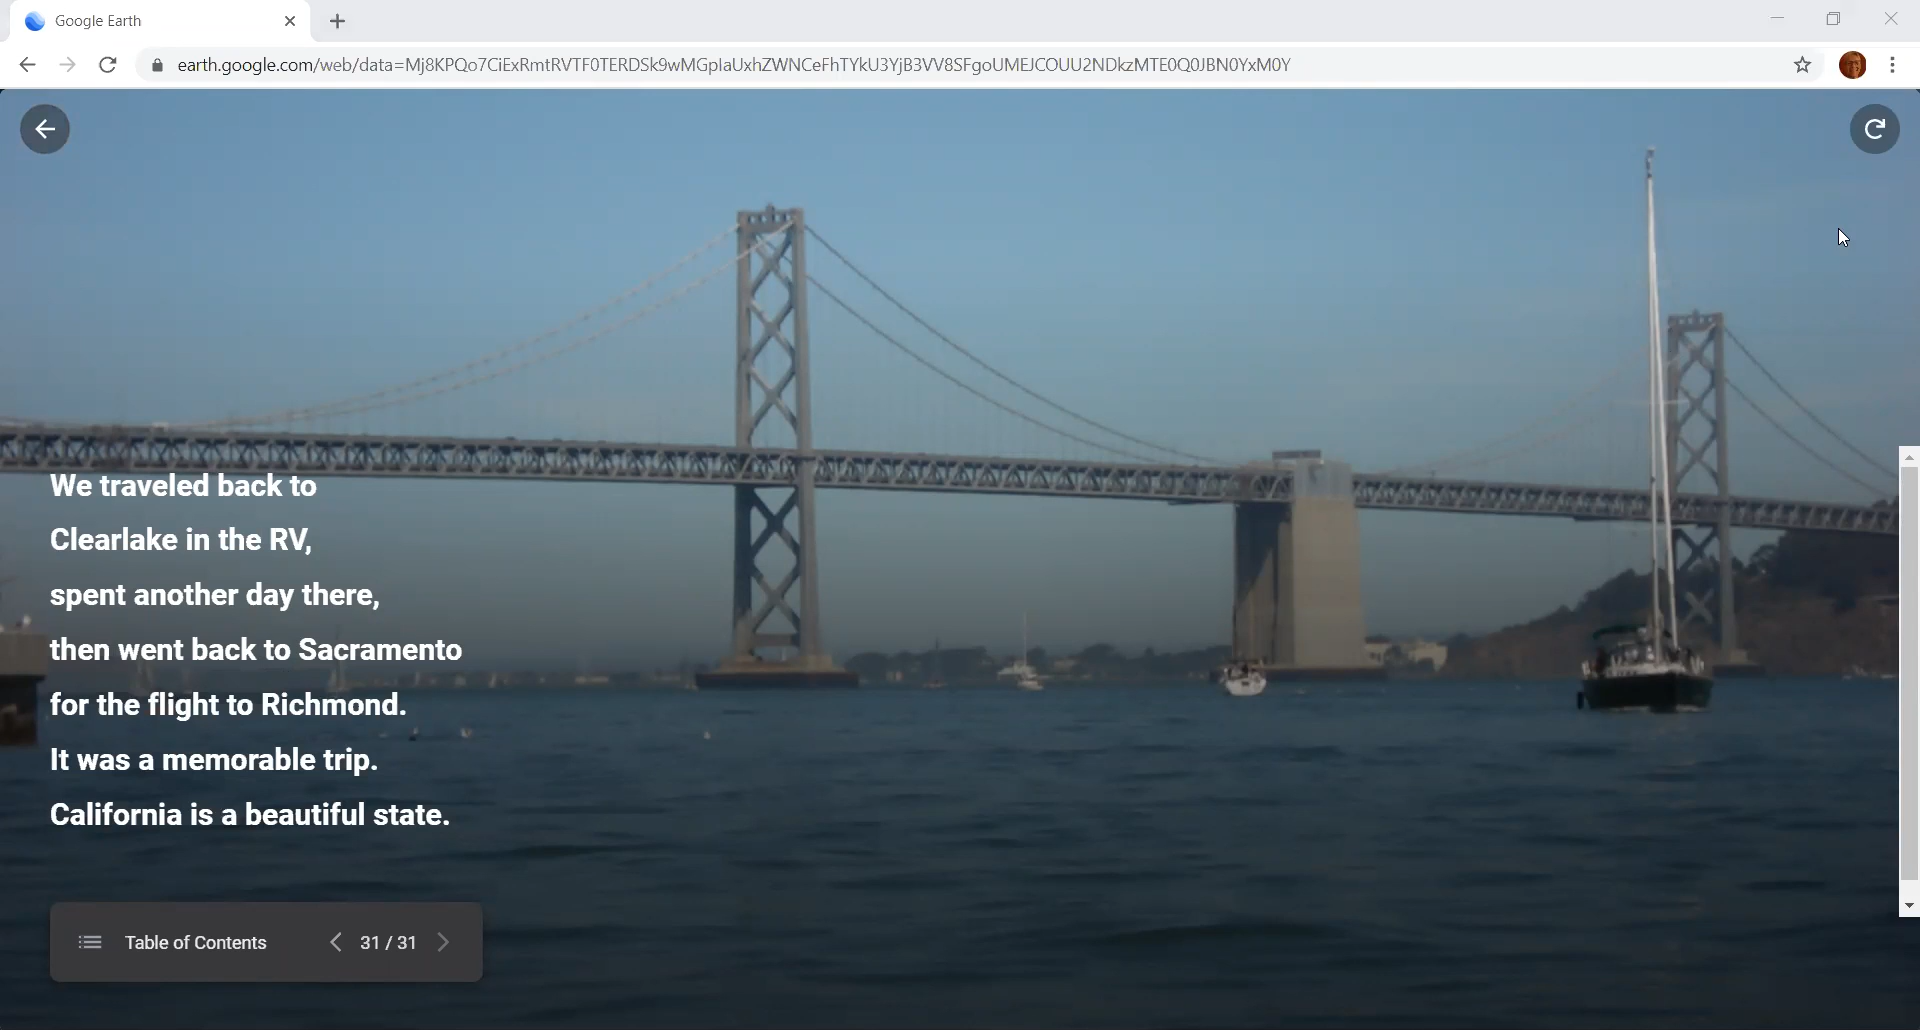 Google Earth
earth.google.com/web/data=Mj8KPQo7CiExRmtRVTF0TERDSk9wMGplaUxhZWNCeFhTYkU3YjB3VV8SFgoUMEJCOUU2NDkzMTE0Q0JBN0YxM0Y
We traveled back to
Clearlake in the RV,
spent another day there,
then went back to Sacramento
for the flight to Richmond.
It was a memorable trip.
California is a beautiful state.
Table of Contents
31 / 31